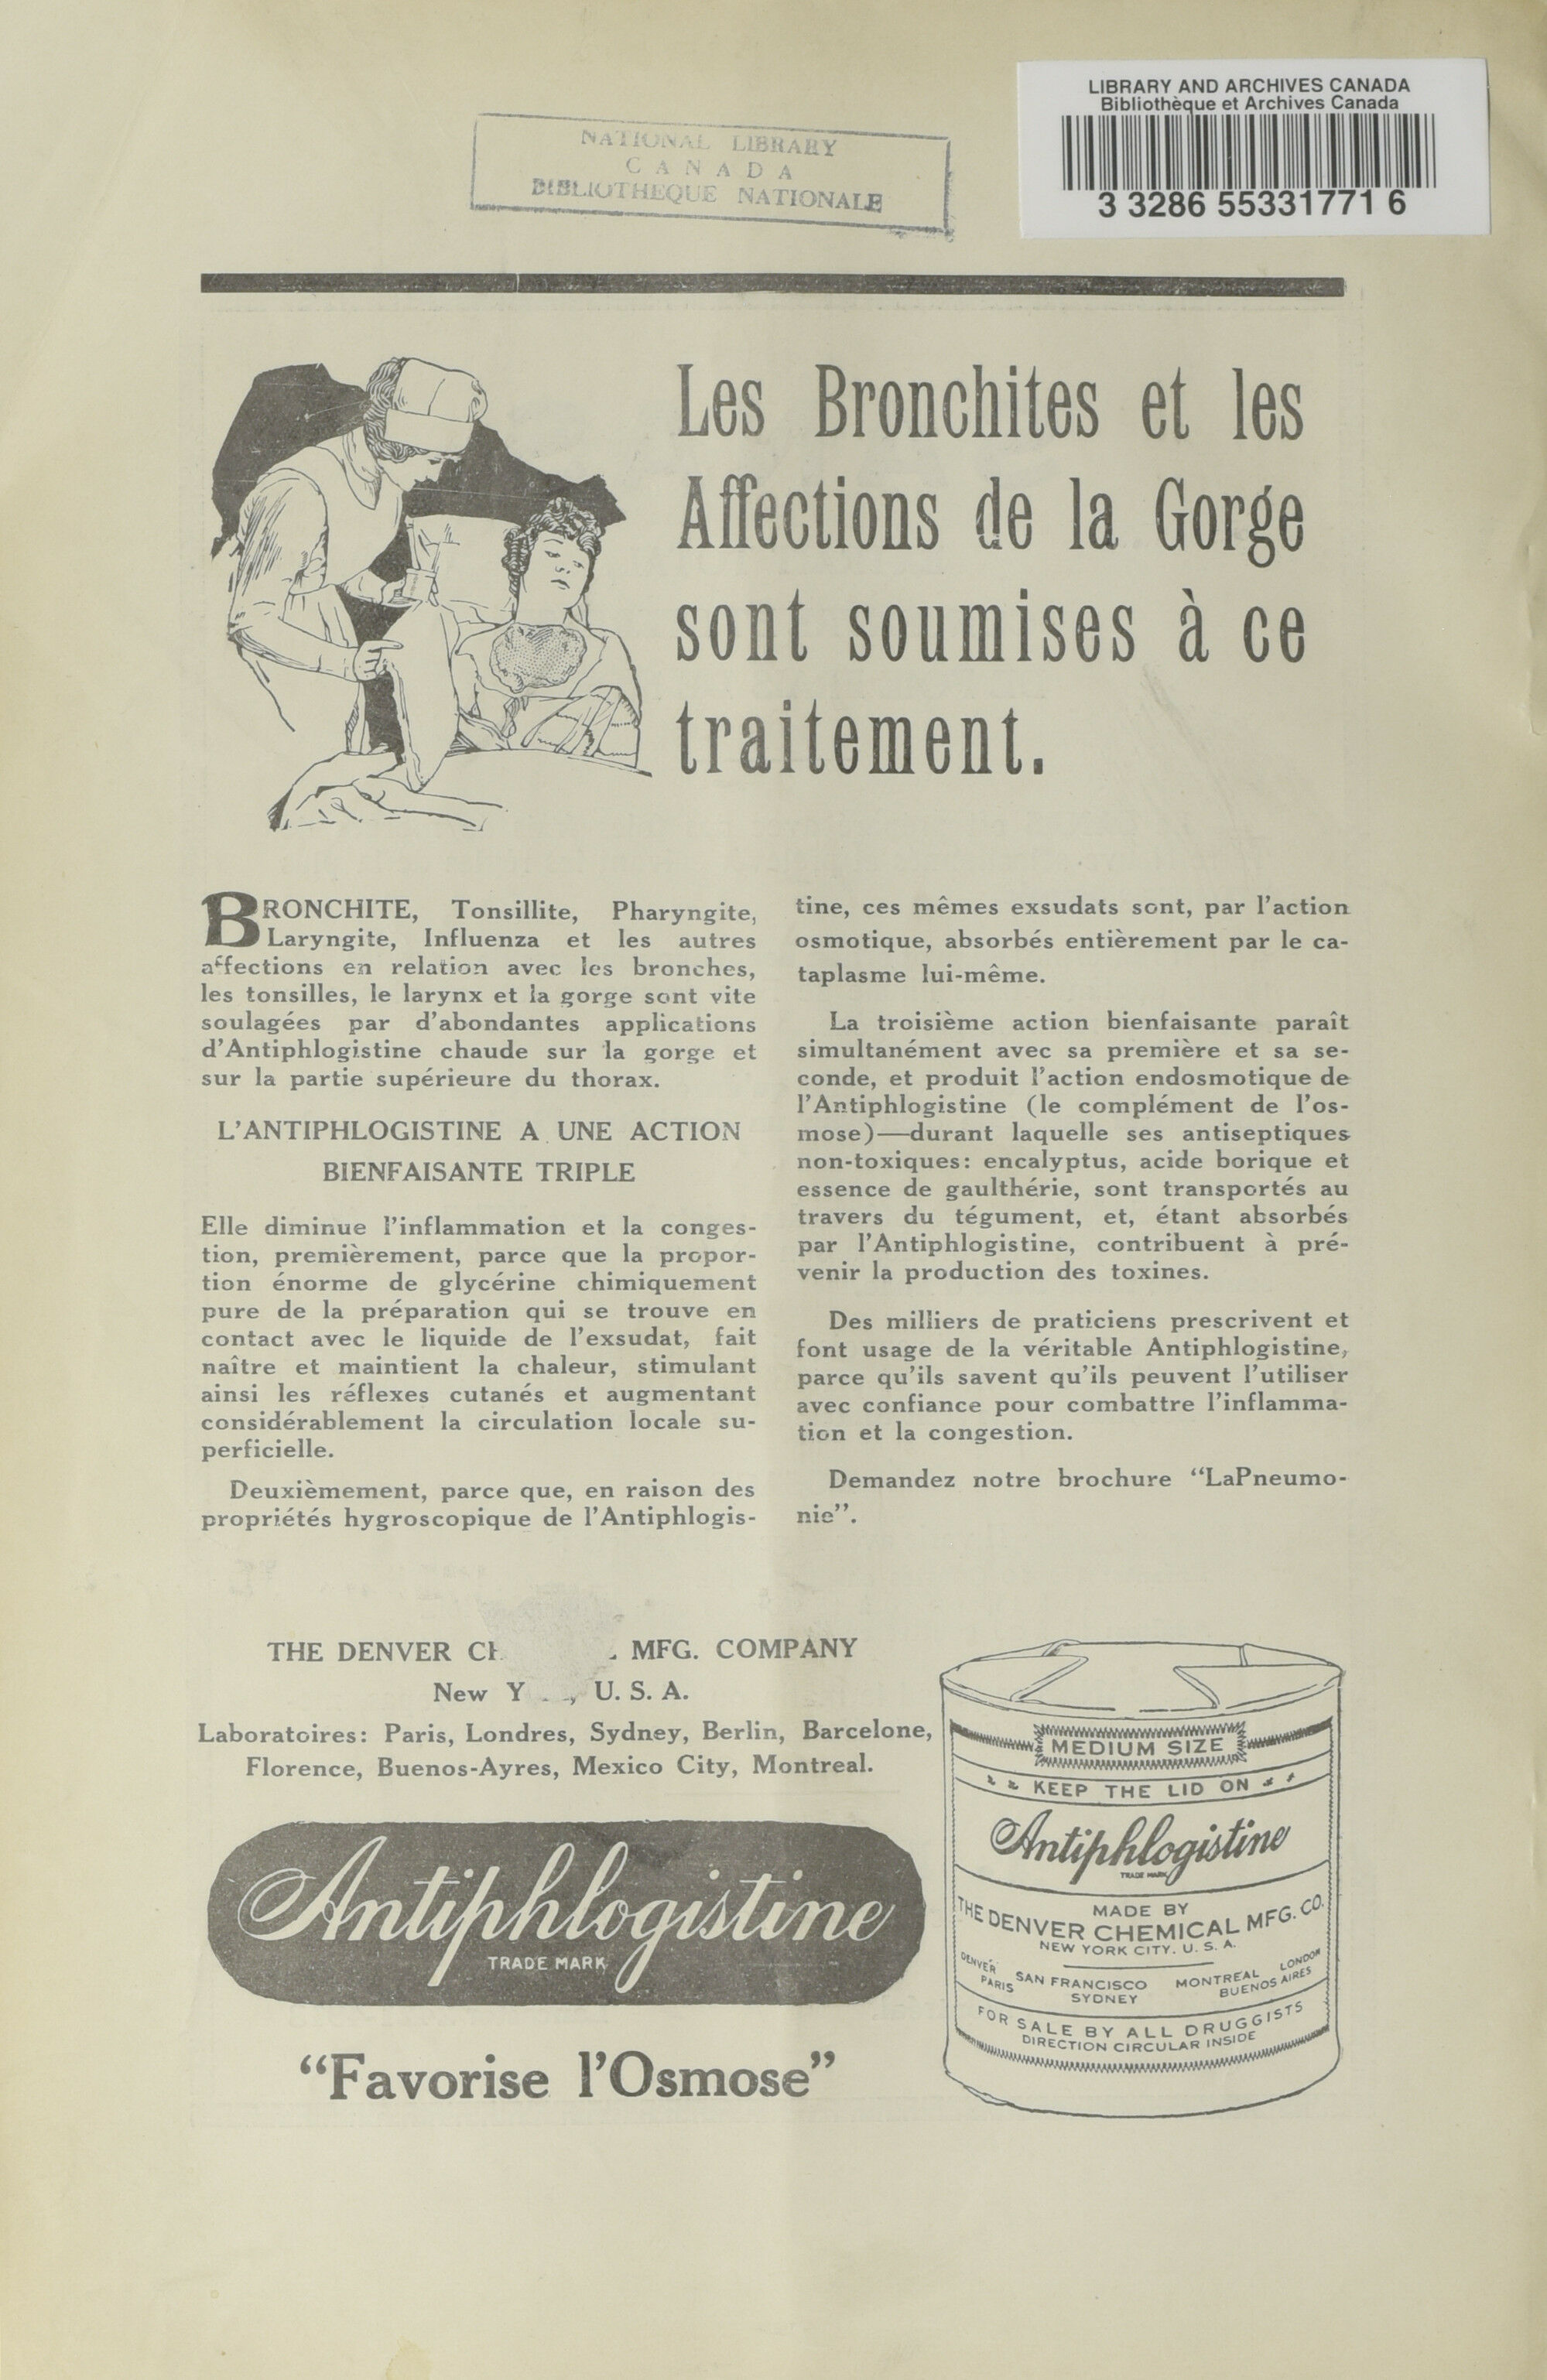 LIBRARY AND ARCHIVES CANADA
Bibliothèque et Archives Canada
3 3286 55331771 6
NATIONAL LIBRARY
CANADA
BIBLIOTHEQUE NATIONALE
Les Bronchites et les
Affections de la Gorge
sont soumises à ce
traitement.
BRONCHITE, Tonsillite, Pharyngite,
Laryngite, Influenza et les autres
affections en relation avec les bronches,
les tonsilles, le larynx et la gorge sont vite
soulagées par d'abondantes applications
d'Antiphlogistine chaude sur la gorge et
sur la partie supérieure du thorax.
L'ANTIPHLOGISTINE A UNE ACTION
BIENFAISANTE TRIPLE
Elle diminue l'inflammation et la conges-
tion, premièrement, parce que la propor-
tion énorme de glycérine chimiquement
pure de la préparation qui se trouve en
contact avec le liquide de l'exsudat, fait
naître et maintient la chaleur, stimulant
ainsi les réflexes cutanés et augmentant
considérablement la circulation locale su-
perficielle.
Deuxièmement, parce que, en raison des
propriétés hygroscopique de l'Antiphlogis-
tine, ces mêmes exsudats sont, par l'action
osmotique, absorbés entièrement par le ca-
taplasme lui-même.
La troisième action bienfaisante paraît
simultanément avec sa première et sa se-
conde, et produit l'action endosmotique de
l'Antiphlogistine (le complément de l'os-
mose)—durant laquelle ses antiseptiques
non-toxiques: encalyptus, acide borique et
essence de gaulthérie, sont transportés au
travers du tégument, et, étant absorbés
par l'Antiphlogistine, contribuent à pré-
venir la production des toxines.
Des milliers de praticiens prescrivent et
font usage de la véritable Antiphlogistine,
parce qu'ils savent qu'ils peuvent l'utiliser
avec confiance pour combattre l'inflamma-
tion et la congestion.
Demandez notre brochure "LaPneumo-
nie".
THE DENVER MFG. COMPANY
New U. S. A.
Laboratoires: Paris, Londres, Sydney, Berlin, Barcelone,
Florence, Buenos-Ayres, Mexico City, Montreal.
Antiphlogistine
TRADE MARK
"Favorise l'Osmose"
MEDIUM SIZE
KEEP THE LID ON
Antiphlogistine
TRADE MARK
MADE BY
THE DENVER CHEMICAL MFG. CO.
NEW YORK CITY. U. S. A.
DENVER SAN FRANCISCO MONTREAL LONDON
PARIS SYDNEY BUENOS AIRES
FOR SALE BY ALL DRUGGISTS
DIRECTION CIRCULAR INSIDE